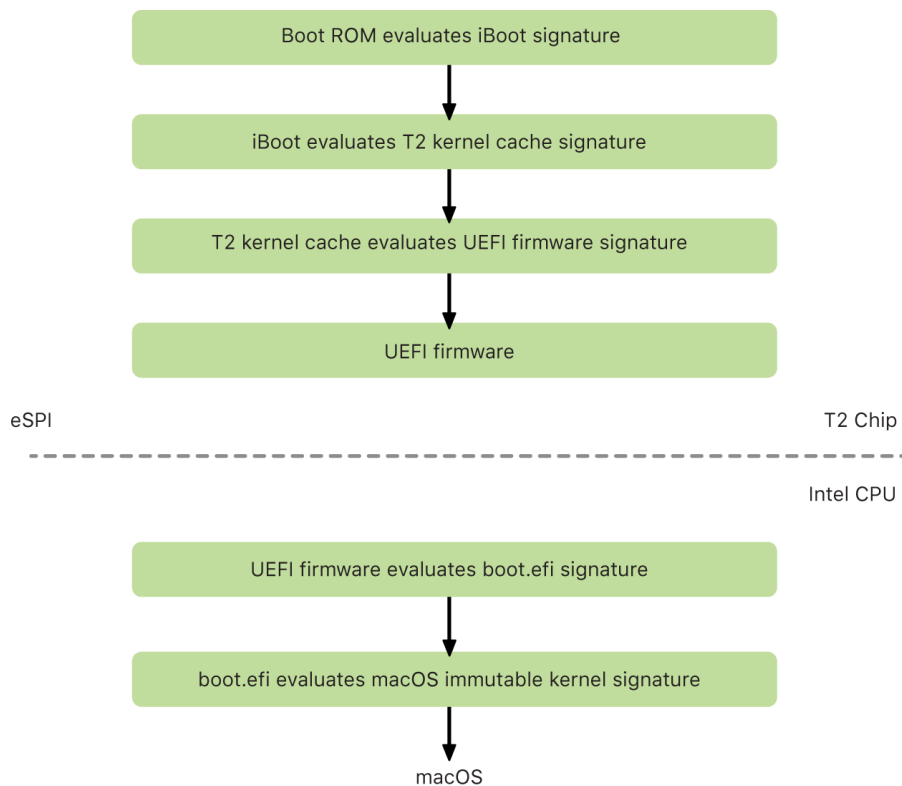 Boot ROM evaluates iBoot signature
iBoot evaluates T2 kernel cache signature
T2 kernel cache evaluates UEFI firmware signature
UEFI firmware
eSPI
T2 Chip
Intel CPU
UEFI firmware evaluates boot.efi signature
boot.efi evaluates macOS immutable kernel signature
macOS